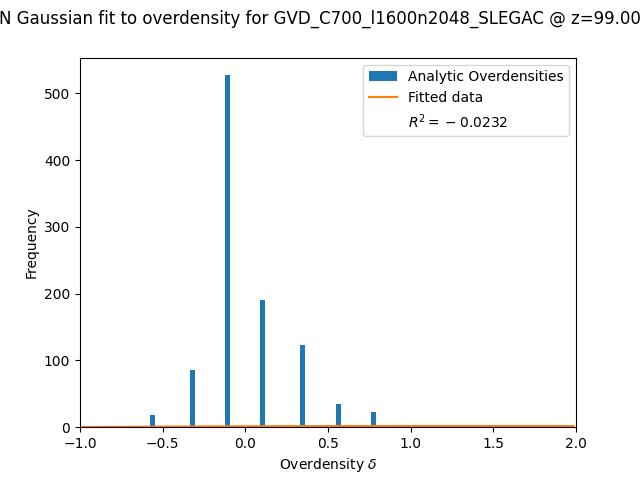 N Gaussian fit to overdensity for GVD_C700_l1600n2048_SLEGAC @ z=99.00
Analytic Overdensities
Fitted data
R² = − 0.0232
Frequency
500
400
300
200
100
0
−1.0 −0.5 0.0 0.5 1.0 1.5 2.0
Overdensity δ